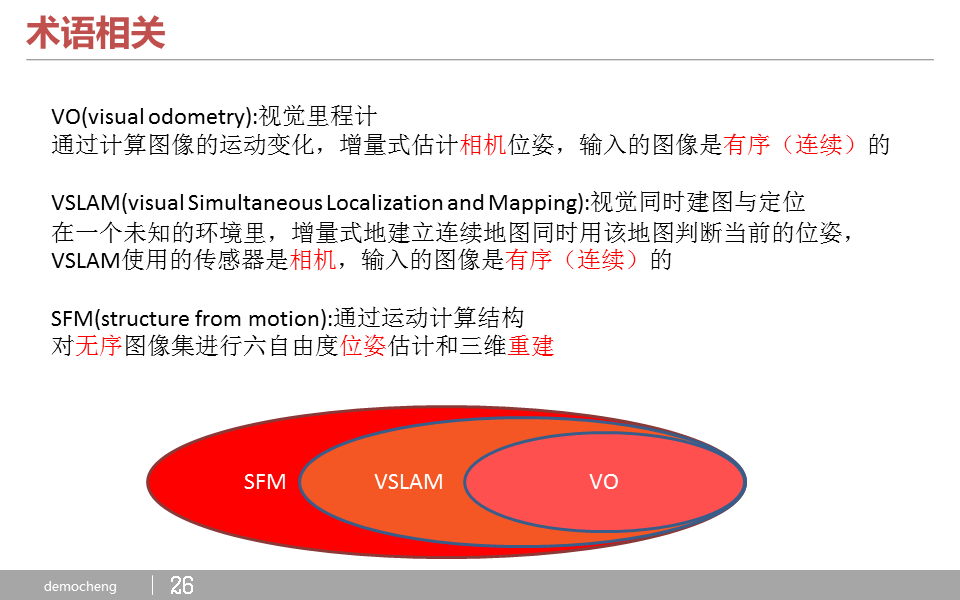 术语相关
VO(visual odometry):视觉里程计
通过计算图像的运动变化，增量式估计相机位姿，输入的图像是有序（连续）的
VSLAM(visual Simultaneous Localization and Mapping):视觉同时建图与定位
在一个未知的环境里，增量式地建立连续地图同时用该地图判断当前的位姿，
VSLAM使用的传感器是相机，输入的图像是有序（连续）的
SFM(structure from motion):通过运动计算结构
对无序图像集进行六自由度位姿估计和三维重建
SFM VSLAM VO
democheng 26